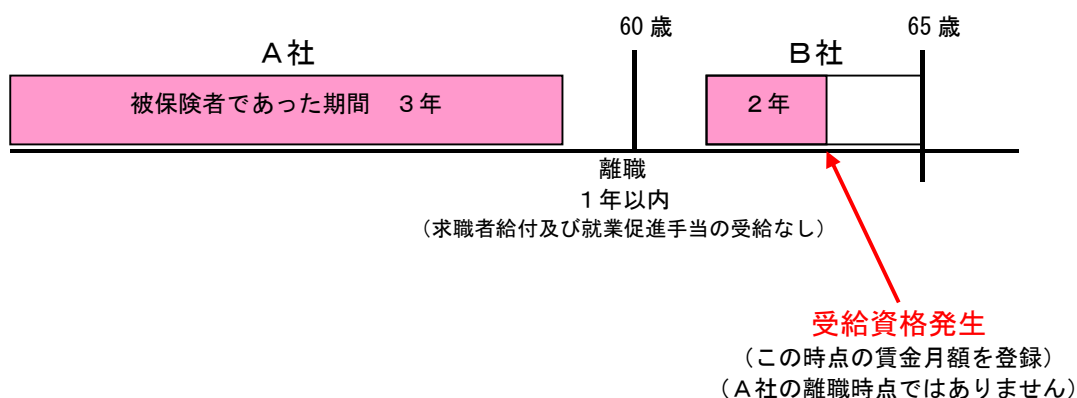 60 歳
65 歳
Ａ社
Ｂ社
被保険者であった期間　３年
２年
離職
１年以内
（求職者給付及び就業促進手当の受給なし）
受給資格発生
（この時点の賃金月額を登録）
（Ａ社の離職時点ではありません）